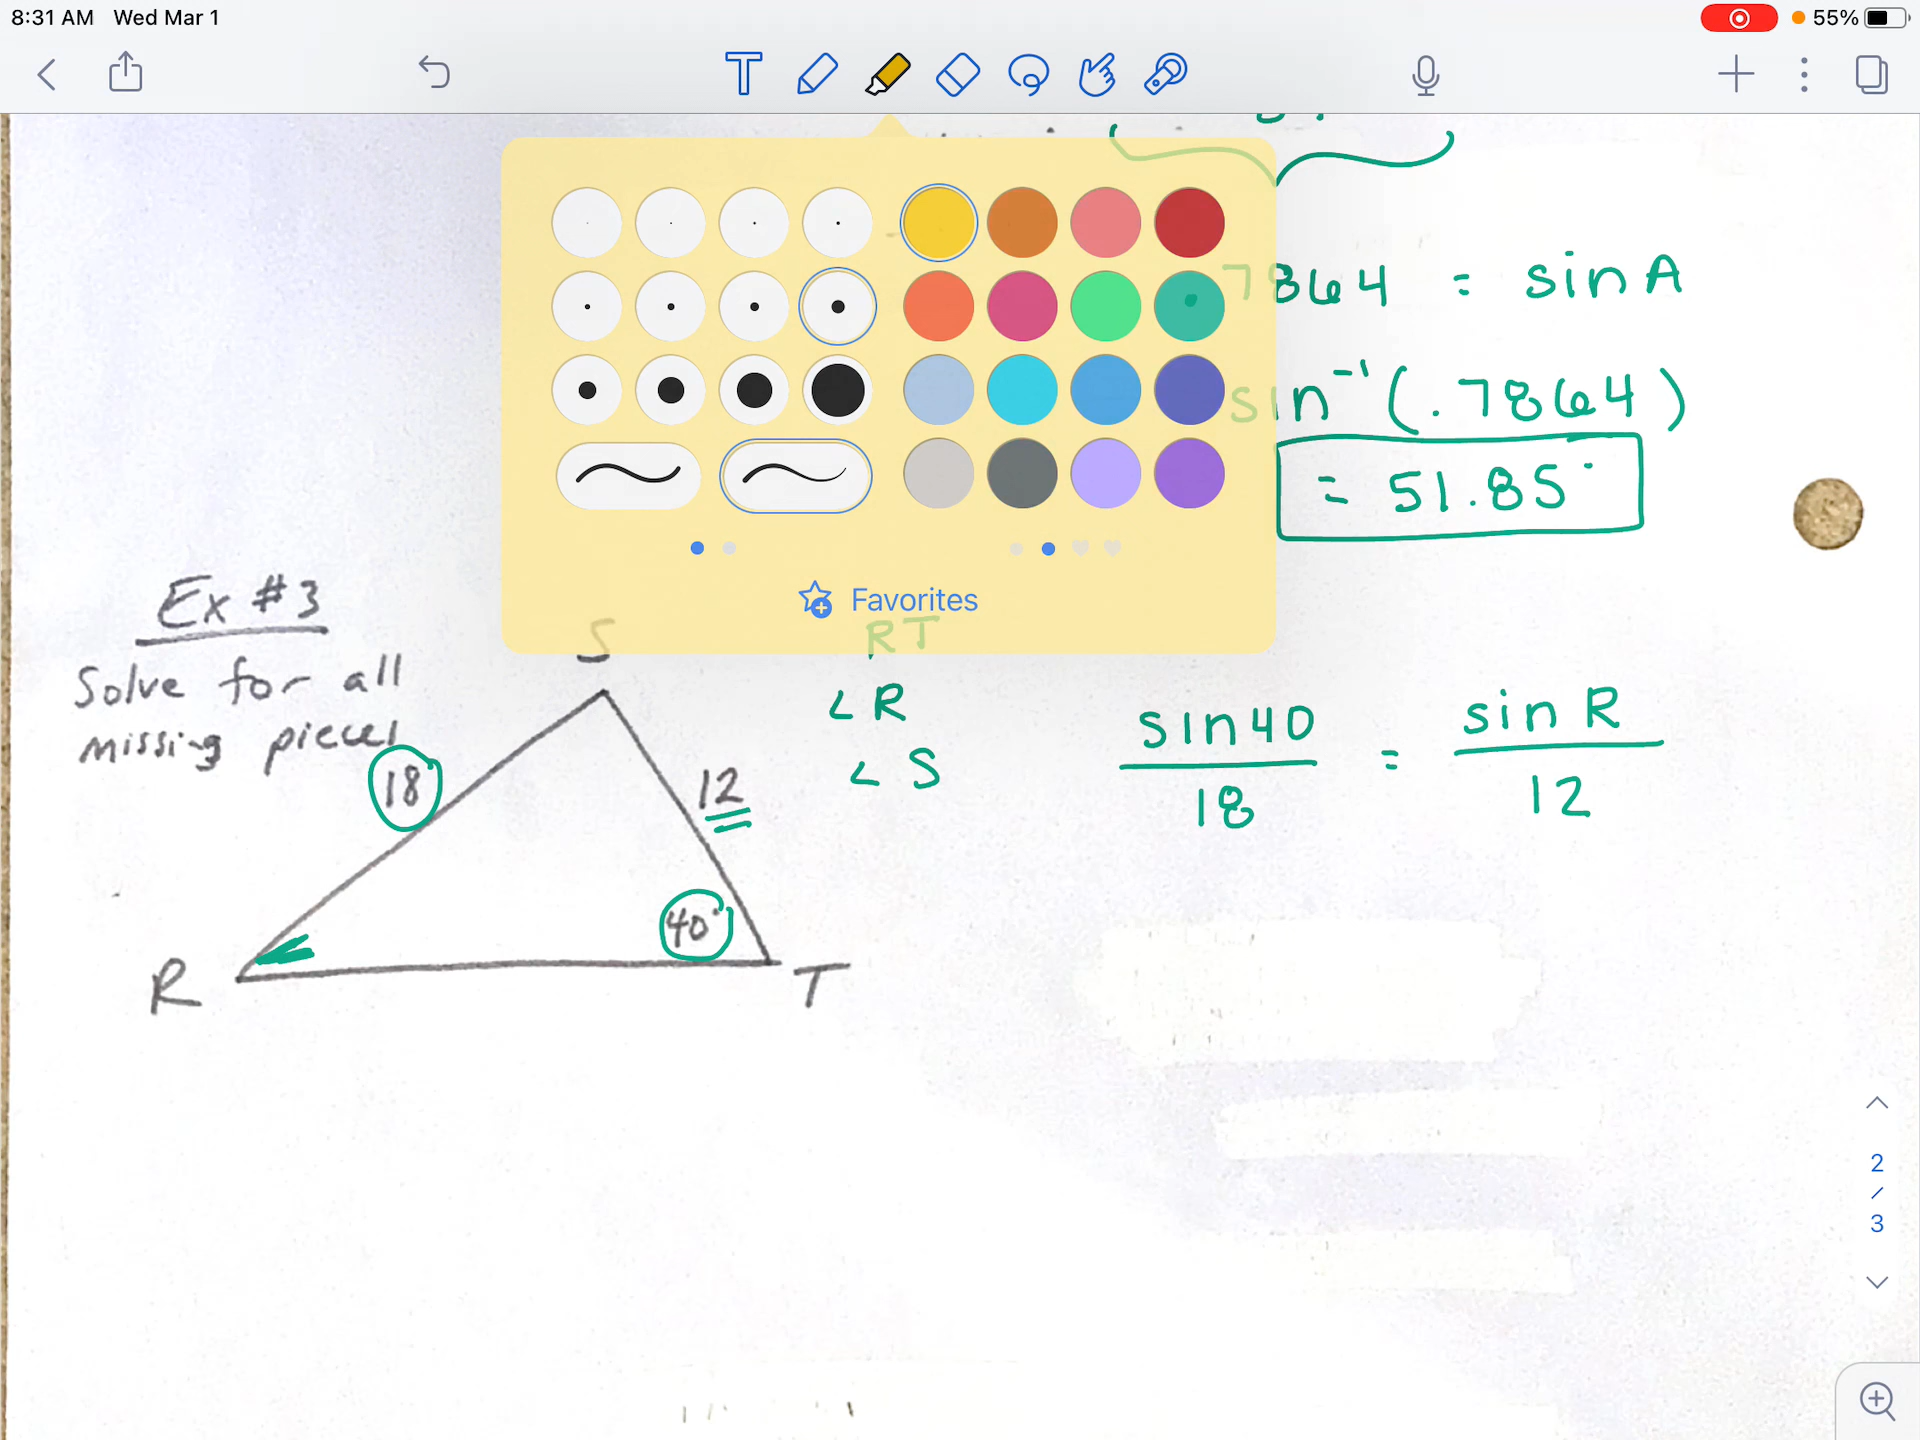 8:31 AM Wed Mar 1
55%
T
7864 = sin A
sin⁻¹ (.7864)
= 51.85°
Favorites
Ex #3
Solve for all
missing pieces
S
18
12
40°
R
T
RT
< R
< S
sin 40 = sin R
18 12
2
/
3